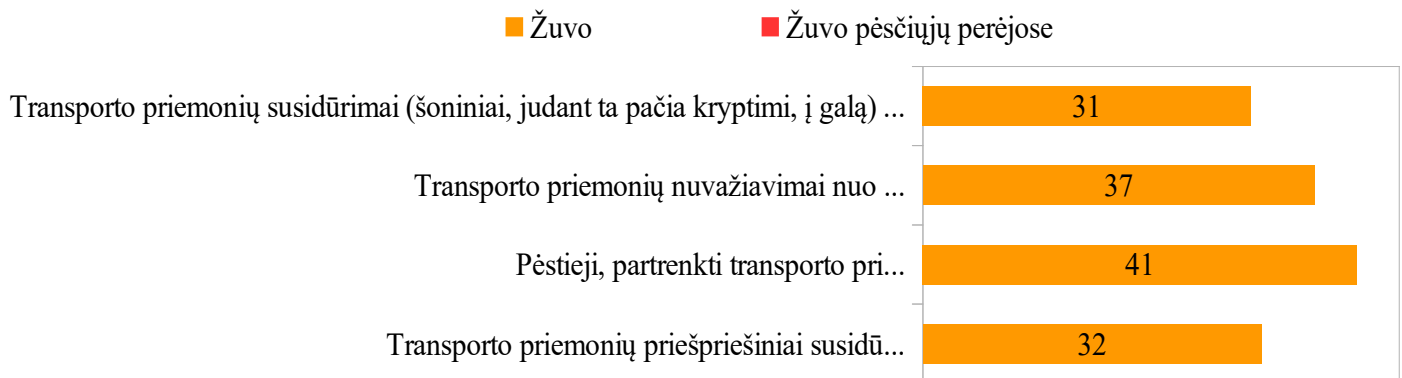 Žuvo Žuvo pėsčiųjų perėjose
Transporto priemonių susidūrimai (šoniniai, judant ta pačia kryptimi, į galą) ... 31
Transporto priemonių nuvažiavimai nuo ... 37
Pėstieji, partrenkti transporto pri... 41
Transporto priemonių priešpriešiniai susidū... 32